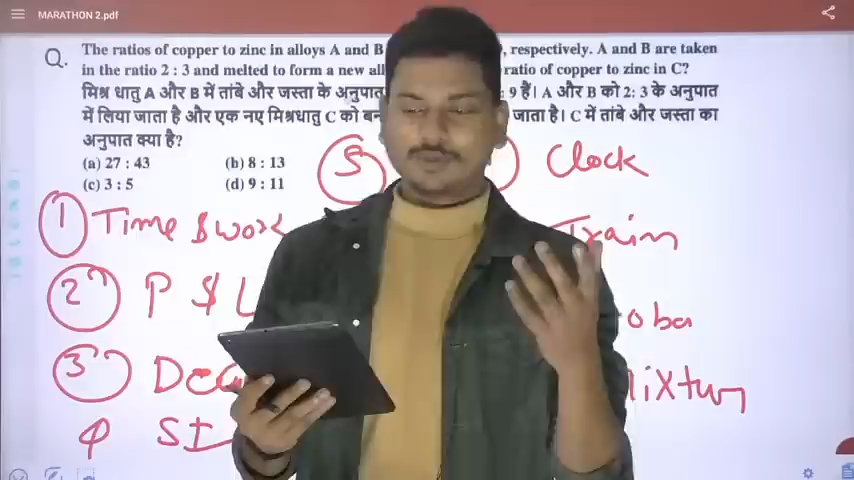 MARATHON 2.pdf
Q. The ratios of copper to zinc in alloys A and B , respectively. A and B are taken
in the ratio 2 : 3 and melted to form a new ratio of copper to zinc in C?
मिश्र धातु A और B में तांबे और जस्ता के अनुपात : 9 हैं। A और B को 2: 3 के अनुपात
में लिया जाता है और एक नए मिश्रधातु C को जाता है। C में तांबे और जस्ता का
अनुपात क्या है?
(a) 27 : 43 (b) 8 : 13
(c) 3 : 5 (d) 9 : 11
5 Clock
1 Time & work Train
2 P & L
3
4 SI